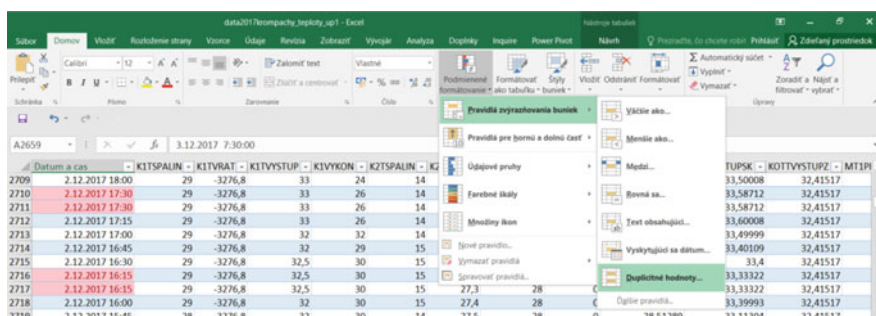 data2017krompachy_teploty_up1 - Excel
Nástroje tabuliek
Súbor Domov Vložiť Rozloženie strany Vzorce Údaje Revízia Zobraziť Vývojár Analýza Doplnky Inquire Power Pivot Návrh Prezraďte, čo chcete robiť Prihlásiť Zdieľaný prostriedok
Prilepiť Calibri 12 Zalomiť text Vlastné Podmienené formátovanie Formátovať ako tabuľku Štýly buniek Vložiť Odstrániť Formátovať Automatický súčet Vyplniť Vymazať Zoradiť a filtrovať Nájsť a vybrať
B I U Zlúčiť a centrovať
Schránka Písmo Zarovnanie Číslo Úpravy
A2659 fx 3.12.2017 7:30:00
Pravidlá zvýrazňovania buniek
Pravidlá pre hornú a dolnú časť
Údajové pruhy
Farebné škály
Množiny ikon
Nové pravidlo...
Vymazať pravidlá
Spravovať pravidlá...
Väčšie ako...
Menšie ako...
Medzi...
Rovná sa...
Text obsahujúci...
Vyskytujúci sa dátum...
Duplicitné hodnoty...
Ďalšie pravidlá...
Datum a cas K1TSPALIN K1TVRAT K1TVYSTUP K1VYKON K2TSPALIN TUPSK KOTTVYSTUPZ
2709 2.12.2017 18:00 29 -3276,8 33 24 14 33,50008 32,41517
2710 2.12.2017 17:30 29 -3276,8 33 26 14 33,58712 32,41517
2711 2.12.2017 17:30 29 -3276,8 33 26 14 33,58712 32,41517
2712 2.12.2017 17:15 29 -3276,8 33 26 14 33,60008 32,41517
2713 2.12.2017 17:00 29 -3276,8 32 32 14 33,49999 32,41517
2714 2.12.2017 16:45 29 -3276,8 32 29 15 33,40109 32,41517
2715 2.12.2017 16:30 29 -3276,8 32,5 30 15 33,4 32,41517
2716 2.12.2017 16:15 29 -3276,8 32,5 30 15 33,33322 32,41517
2717 2.12.2017 16:15 29 -3276,8 32,5 30 15 27,3 28 33,33322 32,41517
2718 2.12.2017 16:00 29 -3276,8 32 30 15 27,4 28 33,39993 32,41517